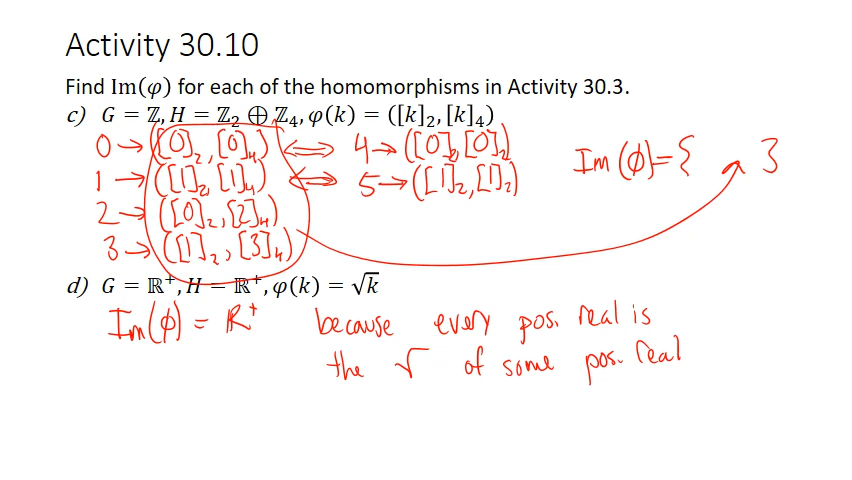 Activity 30.10
Find Im(φ) for each of the homomorphisms in Activity 30.3.
c) G = ℤ, H = ℤ₂ ⊕ ℤ₄, φ(k) = ([k]₂, [k]₄)
0 → ([0]₂, [0]₄) ⟺ 4 → ([0]₂ [0]₂)
1 → ([1]₂, [1]₄) ⟺ 5 → ([1]₂, [1]₂)
2 → ([0]₂, [2]₄)
3 → ([1]₂, [3]₄)
Im(ϕ) = { }
d) G = ℝ⁺, H = ℝ⁺, φ(k) = √k
Im(ϕ) = ℝ⁺ because every pos. real is
the √ of some pos. real